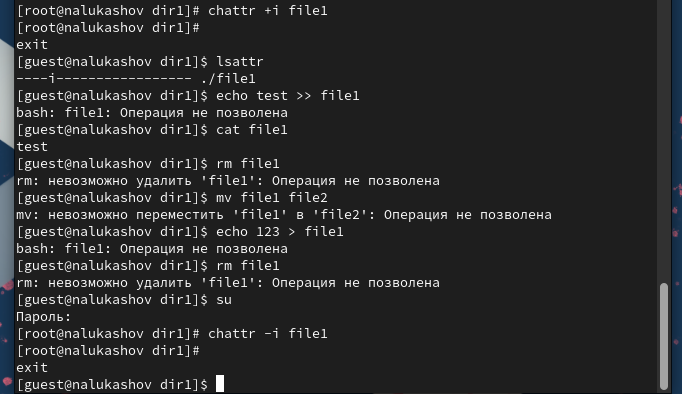 [root@nalukashov dir1]# chattr +i file1
[root@nalukashov dir1]#
exit
[guest@nalukashov dir1]$ lsattr
----i----------------- ./file1
[guest@nalukashov dir1]$ echo test >> file1
bash: file1: Операция не позволена
[guest@nalukashov dir1]$ cat file1
test
[guest@nalukashov dir1]$ rm file1
rm: невозможно удалить 'file1': Операция не позволена
[guest@nalukashov dir1]$ mv file1 file2
mv: невозможно переместить 'file1' в 'file2': Операция не позволена
[guest@nalukashov dir1]$ echo 123 > file1
bash: file1: Операция не позволена
[guest@nalukashov dir1]$ rm file1
rm: невозможно удалить 'file1': Операция не позволена
[guest@nalukashov dir1]$ su
Пароль:
[root@nalukashov dir1]# chattr -i file1
[root@nalukashov dir1]#
exit
[guest@nalukashov dir1]$